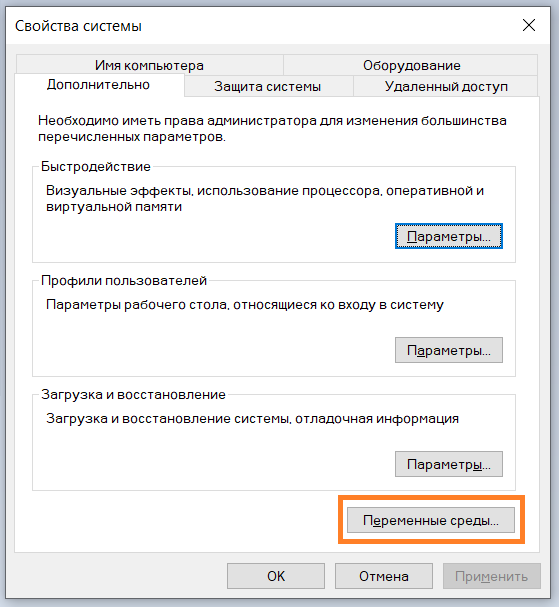 Свойства системы
Имя компьютера
Оборудование
Дополнительно
Защита системы
Удаленный доступ
Необходимо иметь права администратора для изменения большинства
перечисленных параметров.
Быстродействие
Визуальные эффекты, использование процессора, оперативной и
виртуальной памяти
Параметры...
Профили пользователей
Параметры рабочего стола, относящиеся ко входу в систему
Параметры...
Загрузка и восстановление
Загрузка и восстановление системы, отладочная информация
Параметры...
Переменные среды...
ОК
Отмена
Применить